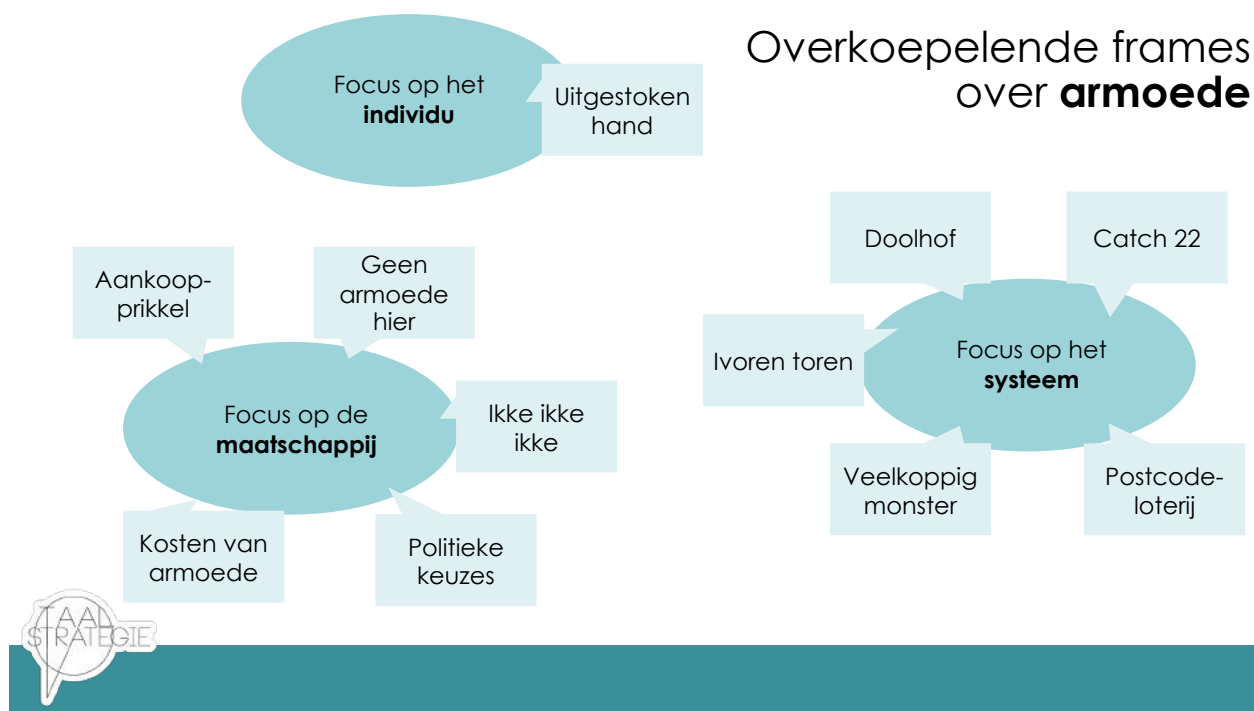 Overkoepelende frames
over armoede
Focus op het
individu
Uitgestoken
hand
Focus op de
maatschappij
Aankoop-
prikkel
Geen
armoede
hier
Ikke ikke
ikke
Kosten van
armoede
Politieke
keuzes
Focus op het
systeem
Doolhof
Catch 22
Ivoren toren
Veelkoppig
monster
Postcode-
loterij
TAAL
STRATEGIE